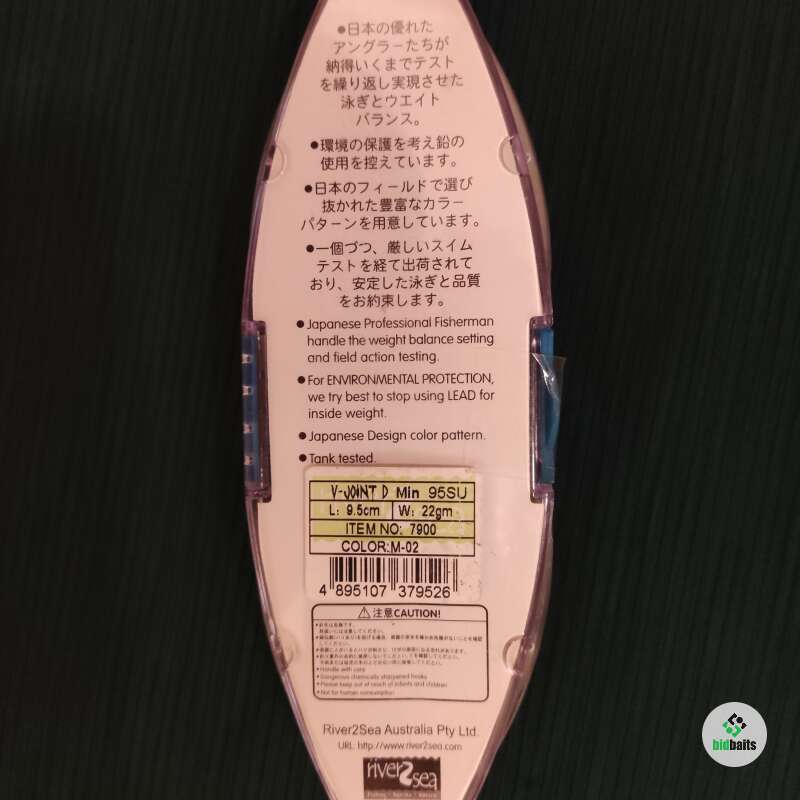 ●日本の優れた
アングラーたちが
納得いくまでテスト
を繰り返し実現させた
泳ぎとウエイト
バランス。
●環境の保護を考え鉛の
使用を控えています。
●日本のフィールドで選び
抜かれた豊富なカラー
パターンを用意しています。
●一個づつ、厳しいスイム
テストを経て出荷されて
おり、安定した泳ぎと品質
をお約束します。
● Japanese Professional Fisherman
handle the weight balance setting
and field action testing.
● For ENVIRONMENTAL PROTECTION,
we try best to stop using LEAD for
inside weight.
● Japanese Design color pattern.
● Tank tested.
V-JOINT D Min 95SU
L: 9.5cm W: 22gm
ITEM NO: 7900
COLOR:M-02
4 895107 379526
⚠注意CAUTION!
●Handle with care
●Dangerous chemically sharpened hooks
●Please keep out of reach of infants and children
●Not for human consumption
River2Sea Australia Pty Ltd.
URL: http://www.river2sea.com
river2sea
bidbaits